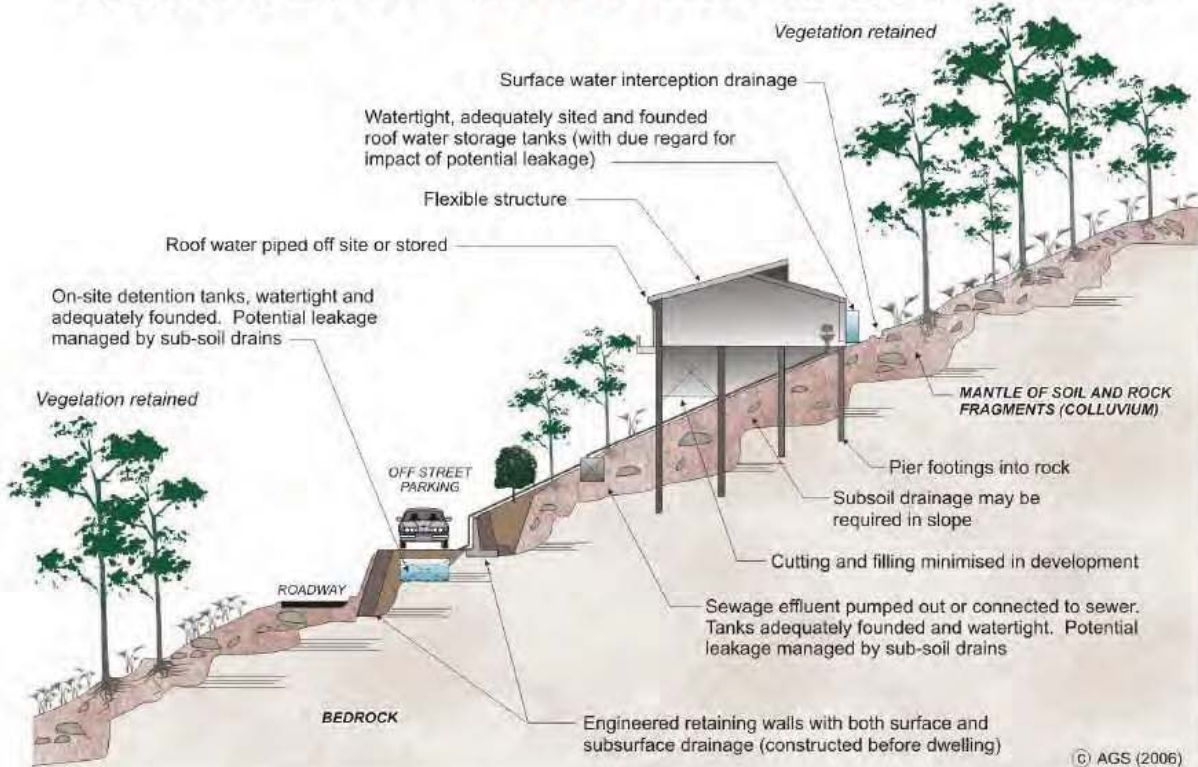 Vegetation retained
Surface water interception drainage
Watertight, adequately sited and founded
roof water storage tanks (with due regard for
impact of potential leakage)
Flexible structure
Roof water piped off site or stored
On-site detention tanks, watertight and
adequately founded. Potential leakage
managed by sub-soil drains
Vegetation retained
MANTLE OF SOIL AND ROCK
FRAGMENTS (COLLUVIUM)
OFF STREET
PARKING
Pier footings into rock
Subsoil drainage may be
required in slope
Cutting and filling minimised in development
ROADWAY
Sewage effluent pumped out or connected to sewer.
Tanks adequately founded and watertight. Potential
leakage managed by sub-soil drains
BEDROCK
Engineered retaining walls with both surface and
subsurface drainage (constructed before dwelling)
© AGS (2006)